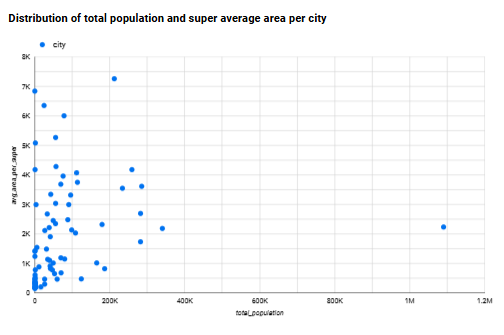 Distribution of total population and super average area per city
city
8K
7K
6K
5K
4K
3K
2K
1K
0
avg_area_per_super
0
200K
400K
600K
800K
1M
1.2M
total_population